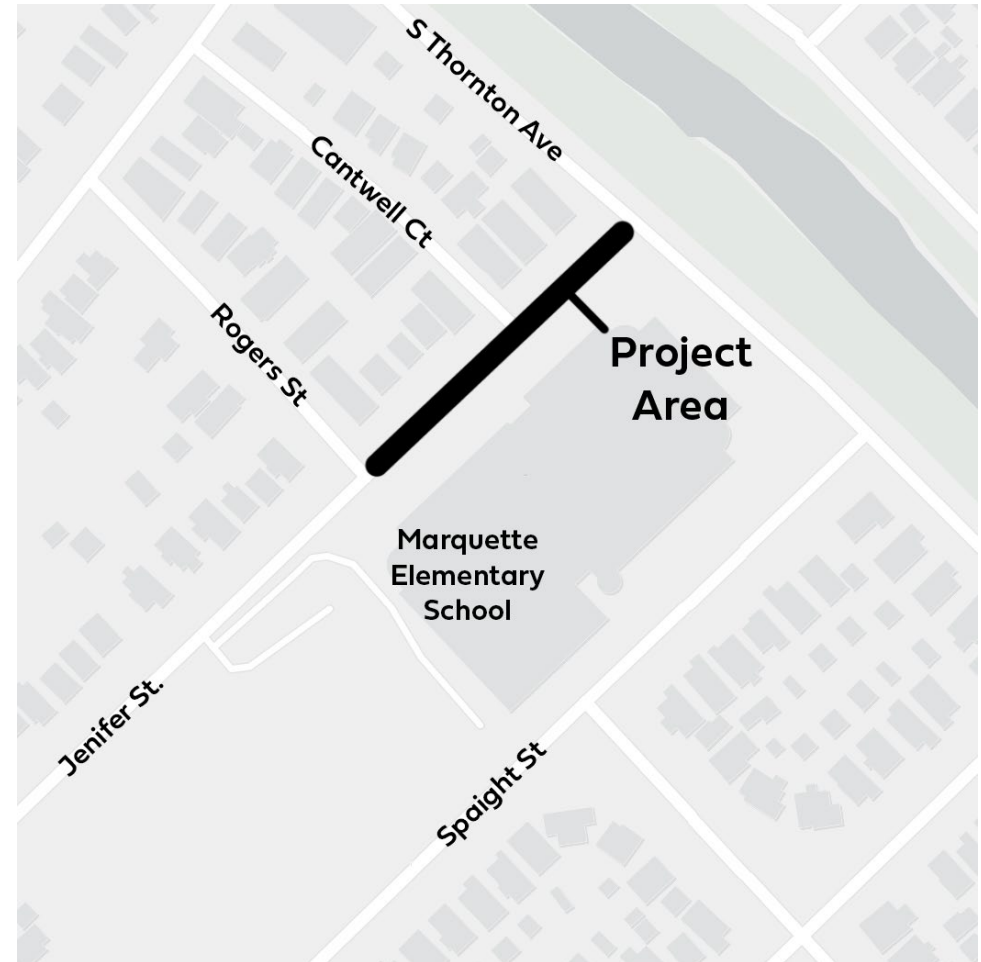 S Thornton Ave
Cantwell Ct
Rogers St
Project
Area
Marquette
Elementary
School
Jenifer St.
Spaight St